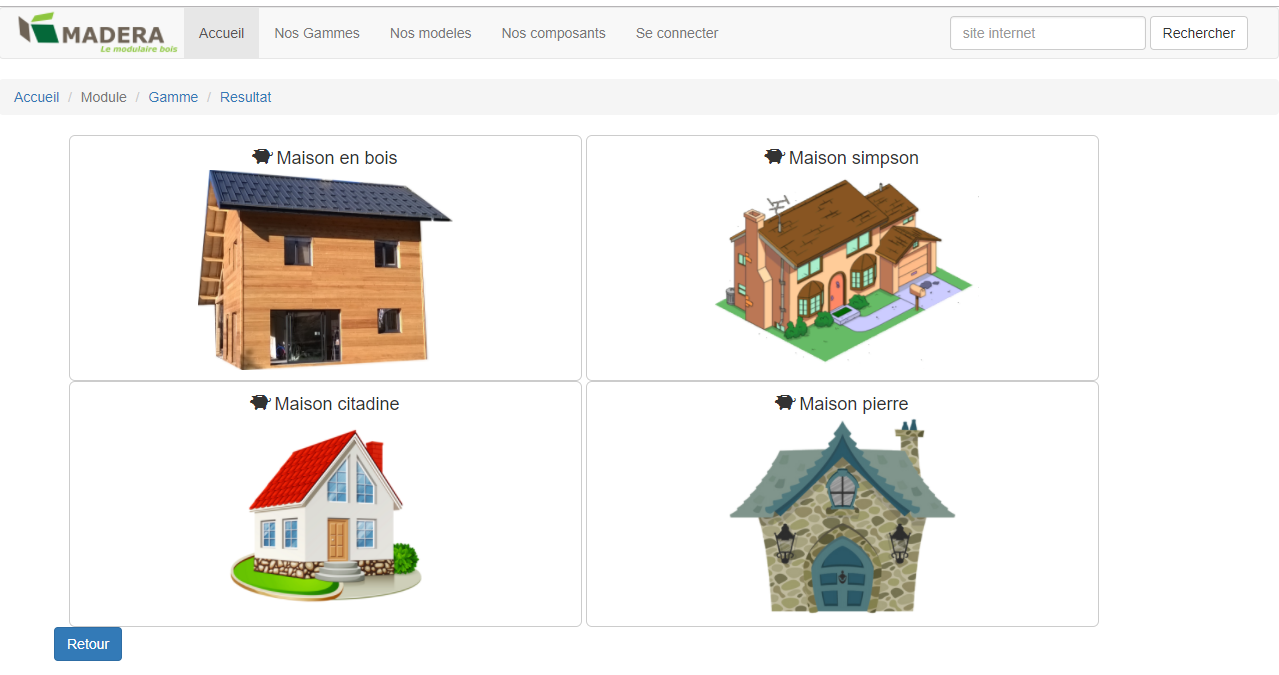 MADERA
Le modulaire bois
Accueil Nos Gammes Nos modeles Nos composants Se connecter site internet Rechercher
Accueil / Module / Gamme / Resultat
Maison en bois
Maison simpson
Maison citadine
Maison pierre
Retour